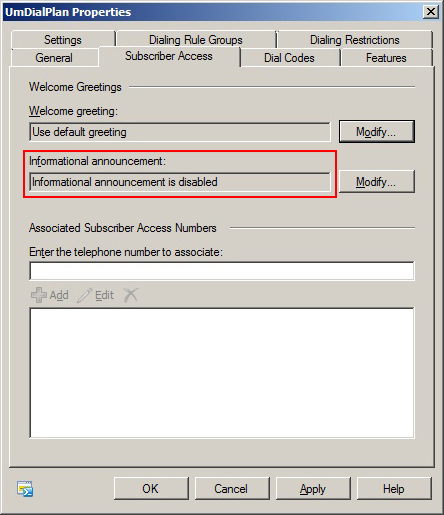 UmDialPlan Properties
Settings
Dialing Rule Groups
Dialing Restrictions
General
Subscriber Access
Dial Codes
Features
Welcome Greetings
Welcome greeting:
Use default greeting
Modify...
Informational announcement:
Informational announcement is disabled
Modify...
Associated Subscriber Access Numbers
Enter the telephone number to associate:
Add
Edit
OK
Cancel
Apply
Help